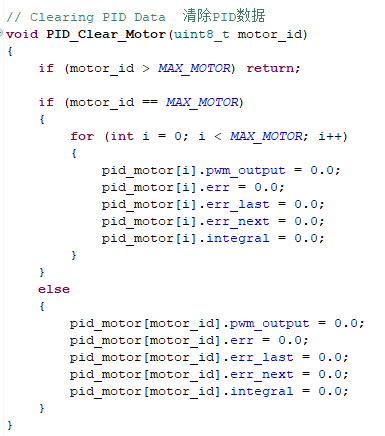 // Clearing PID Data  清除PID数据
void PID_Clear_Motor(uint8_t motor_id)
{
    if (motor_id > MAX_MOTOR) return;

    if (motor_id == MAX_MOTOR)
    {
        for (int i = 0; i < MAX_MOTOR; i++)
        {
            pid_motor[i].pwm_output = 0.0;
            pid_motor[i].err = 0.0;
            pid_motor[i].err_last = 0.0;
            pid_motor[i].err_next = 0.0;
            pid_motor[i].integral = 0.0;
        }
    }
    else
    {
        pid_motor[motor_id].pwm_output = 0.0;
        pid_motor[motor_id].err = 0.0;
        pid_motor[motor_id].err_last = 0.0;
        pid_motor[motor_id].err_next = 0.0;
        pid_motor[motor_id].integral = 0.0;
    }
}